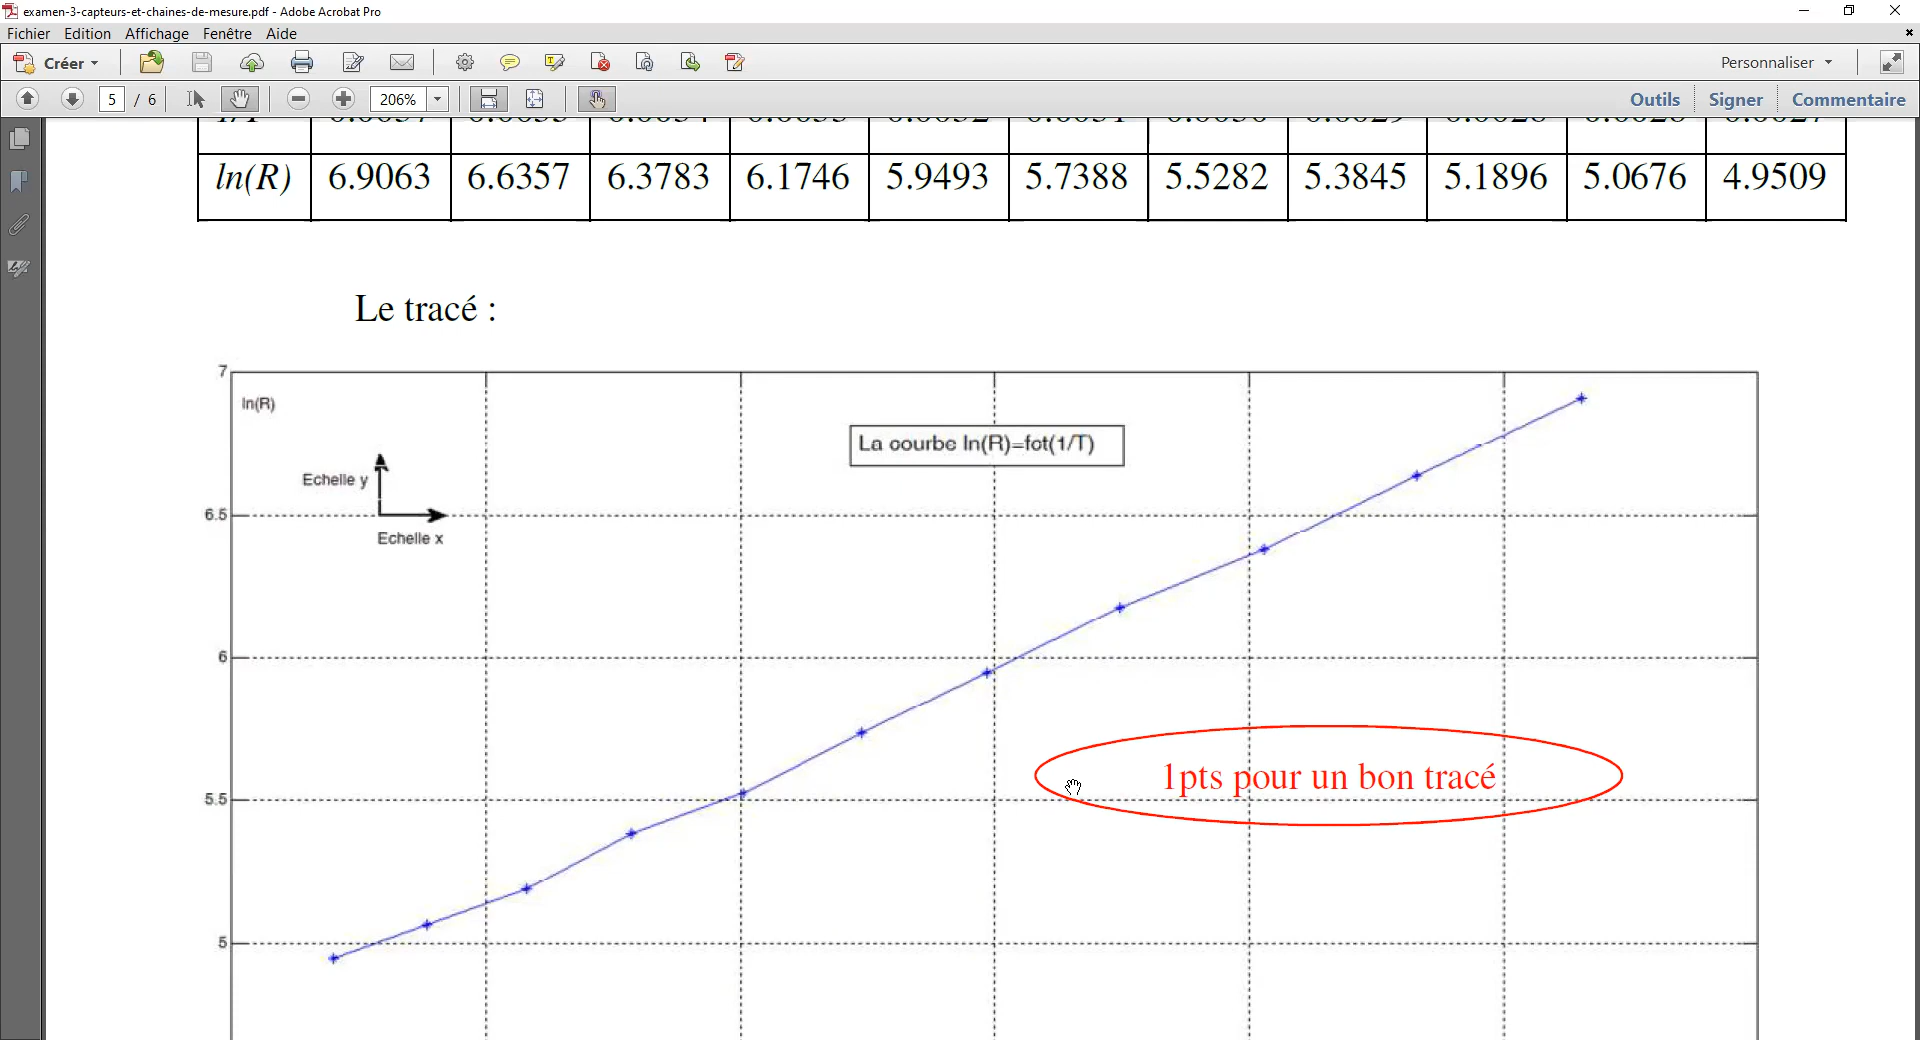 examen-3-capteurs-et-chaines-de-mesure.pdf - Adobe Acrobat Pro
Fichier Edition Affichage Fenêtre Aide
Créer Personnaliser
5 / 6 206% Outils Signer Commentaire
ln(R) 6.9063 6.6357 6.3783 6.1746 5.9493 5.7388 5.5282 5.3845 5.1896 5.0676 4.9509
Le tracé :
7
ln(R)
La courbe ln(R)=fct(1/T)
Echelle y
6.5
Echelle x
6
1pts pour un bon tracé
5.5
5